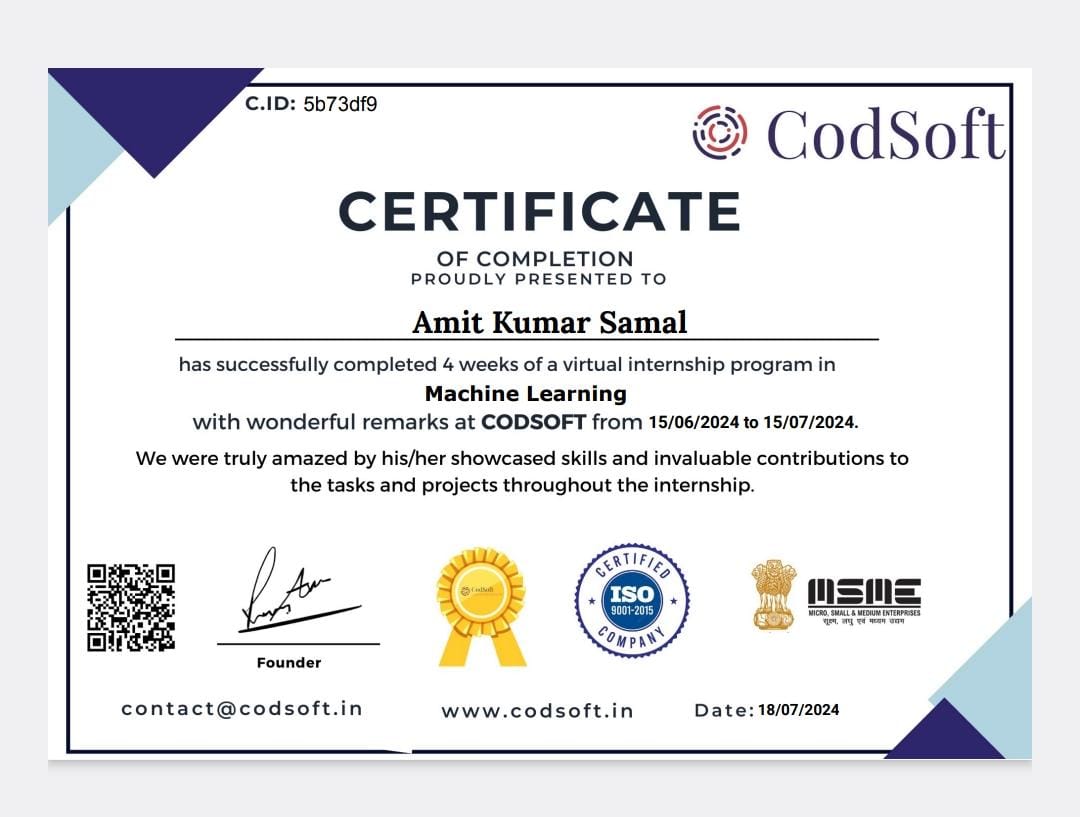 C.ID: 5b73df9
CodSoft
CERTIFICATE
OF COMPLETION
PROUDLY PRESENTED TO
Amit Kumar Samal
has successfully completed 4 weeks of a virtual internship program in
Machine Learning
with wonderful remarks at CODSOFT from 15/06/2024 to 15/07/2024.
We were truly amazed by his/her showcased skills and invaluable contributions to
the tasks and projects throughout the internship.
Founder
CodSoft
CERTIFIED
ISO
9001-2015
COMPANY
MSME
MICRO, SMALL & MEDIUM ENTERPRISES
सूक्ष्म, लघु एवं मध्यम उद्यम
contact@codsoft.in
www.codsoft.in
Date: 18/07/2024